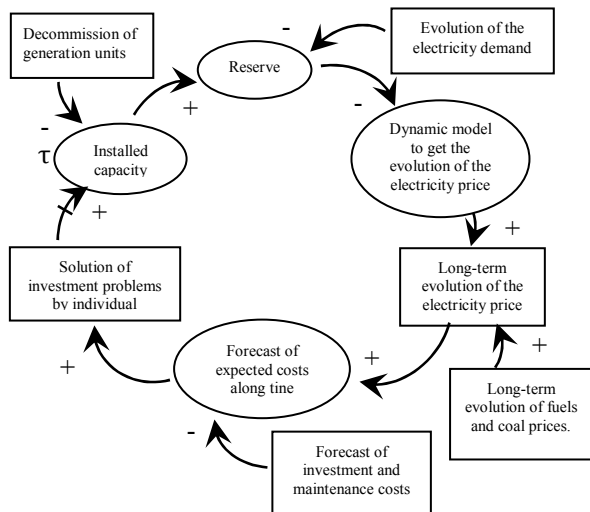 Decommission of
generation units
-
Reserve
Evolution of the
electricity demand
+
-
-
τ
Installed
capacity
Dynamic model
to get the
evolution of the
electricity price
+
+
Solution of
investment problems
by individual
Long-term
evolution of the
electricity price
+
Forecast of
expected costs
along tine
+
+
Long-term
evolution of fuels
and coal prices.
-
Forecast of
investment and
maintenance costs